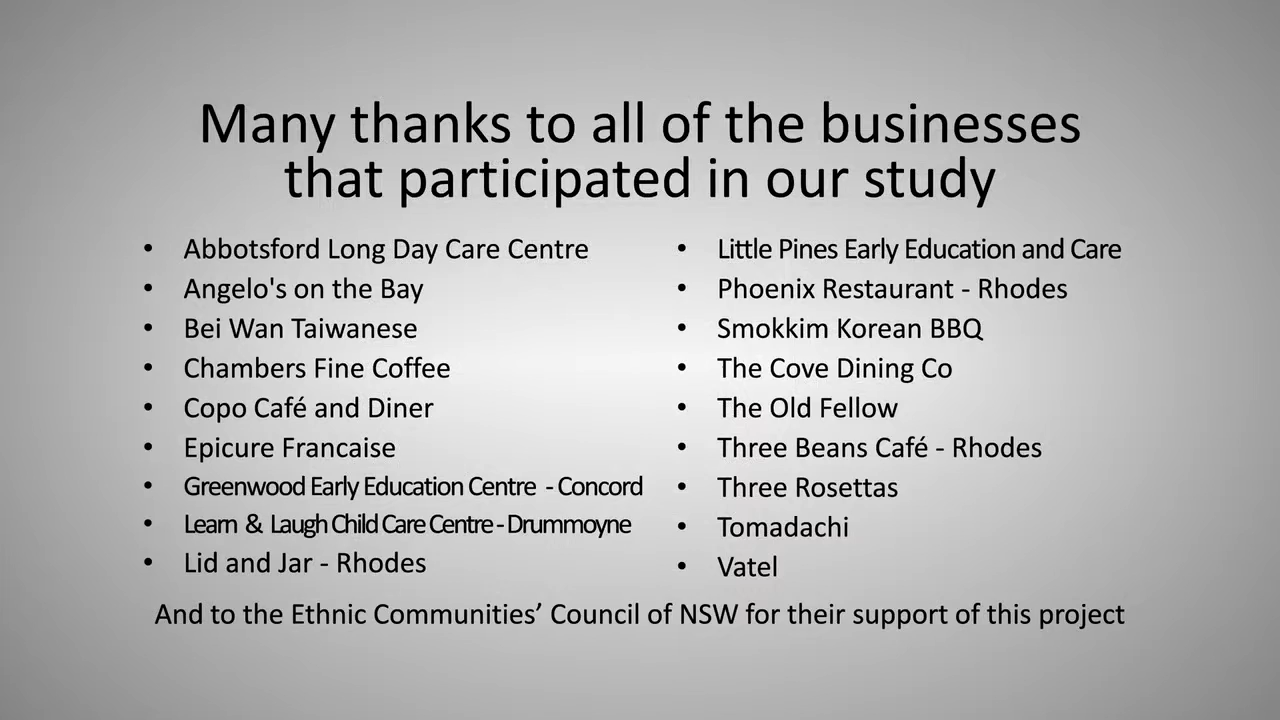 Many thanks to all of the businesses
that participated in our study
• Abbotsford Long Day Care Centre
• Angelo's on the Bay
• Bei Wan Taiwanese
• Chambers Fine Coffee
• Copo Café and Diner
• Epicure Francaise
• Greenwood Early Education Centre - Concord
• Learn & Laugh Child Care Centre - Drummoyne
• Lid and Jar - Rhodes
• Little Pines Early Education and Care
• Phoenix Restaurant - Rhodes
• Smokkim Korean BBQ
• The Cove Dining Co
• The Old Fellow
• Three Beans Café - Rhodes
• Three Rosettas
• Tomadachi
• Vatel
And to the Ethnic Communities’ Council of NSW for their support of this project